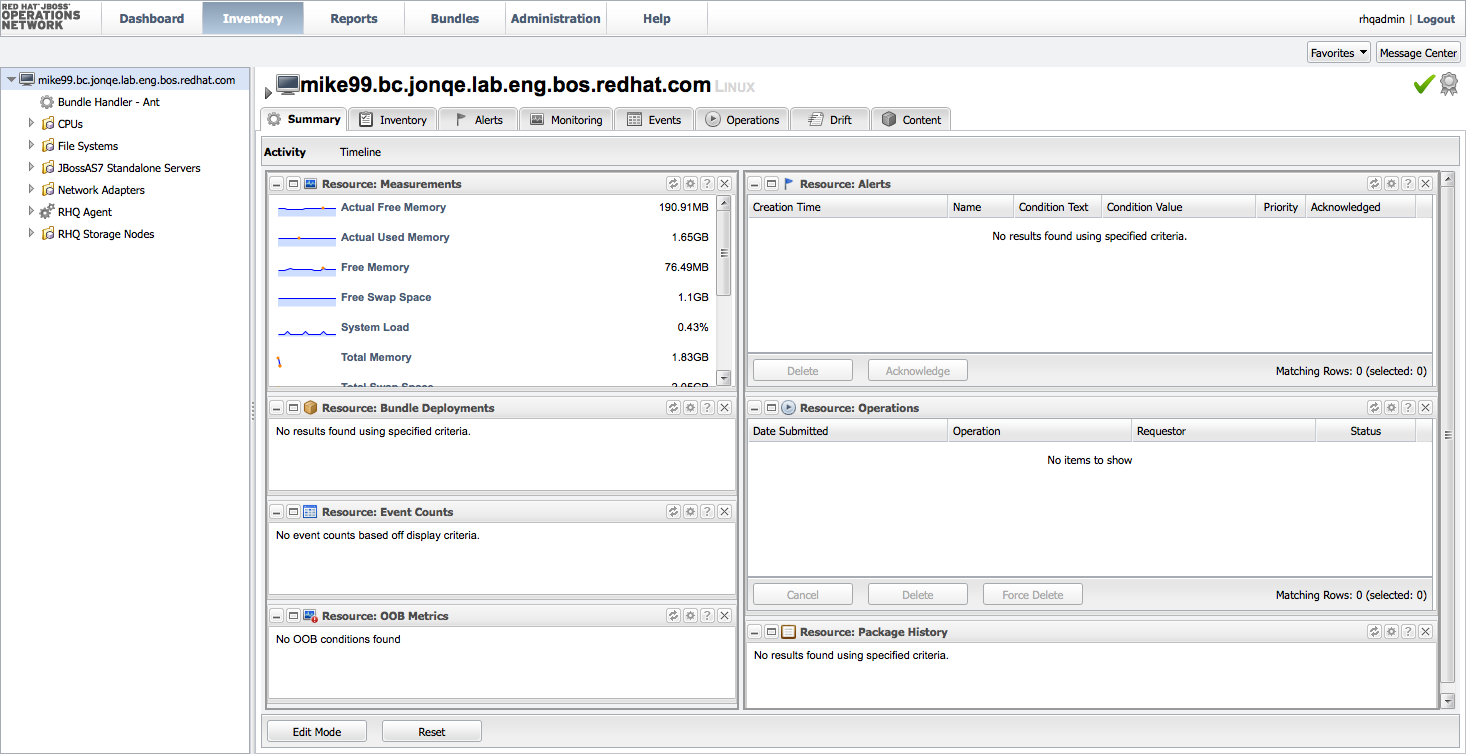 RED HAT JBOSS
OPERATIONS
NETWORK
Dashboard Inventory Reports Bundles Administration Help
rhqadmin | Logout
Favorites Message Center
mike99.bc.jonqe.lab.eng.bos.redhat.com
Bundle Handler - Ant
CPUs
File Systems
JBossAS7 Standalone Servers
Network Adapters
RHQ Agent
RHQ Storage Nodes
mike99.bc.jonqe.lab.eng.bos.redhat.com LINUX
Summary Inventory Alerts Monitoring Events Operations Drift Content
Activity Timeline
Resource: Measurements
Actual Free Memory 190.91MB
Actual Used Memory 1.65GB
Free Memory 76.49MB
Free Swap Space 1.1GB
System Load 0.43%
Total Memory 1.83GB
Total Swap Space 2.05GB
Resource: Bundle Deployments
No results found using specified criteria.
Resource: Event Counts
No event counts based off display criteria.
Resource: OOB Metrics
No OOB conditions found
Resource: Alerts
Creation Time Name Condition Text Condition Value Priority Acknowledged
No results found using specified criteria.
Delete Acknowledge Matching Rows: 0 (selected: 0)
Resource: Operations
Date Submitted Operation Requestor Status
No items to show
Cancel Delete Force Delete Matching Rows: 0 (selected: 0)
Resource: Package History
No results found using specified criteria.
Edit Mode Reset